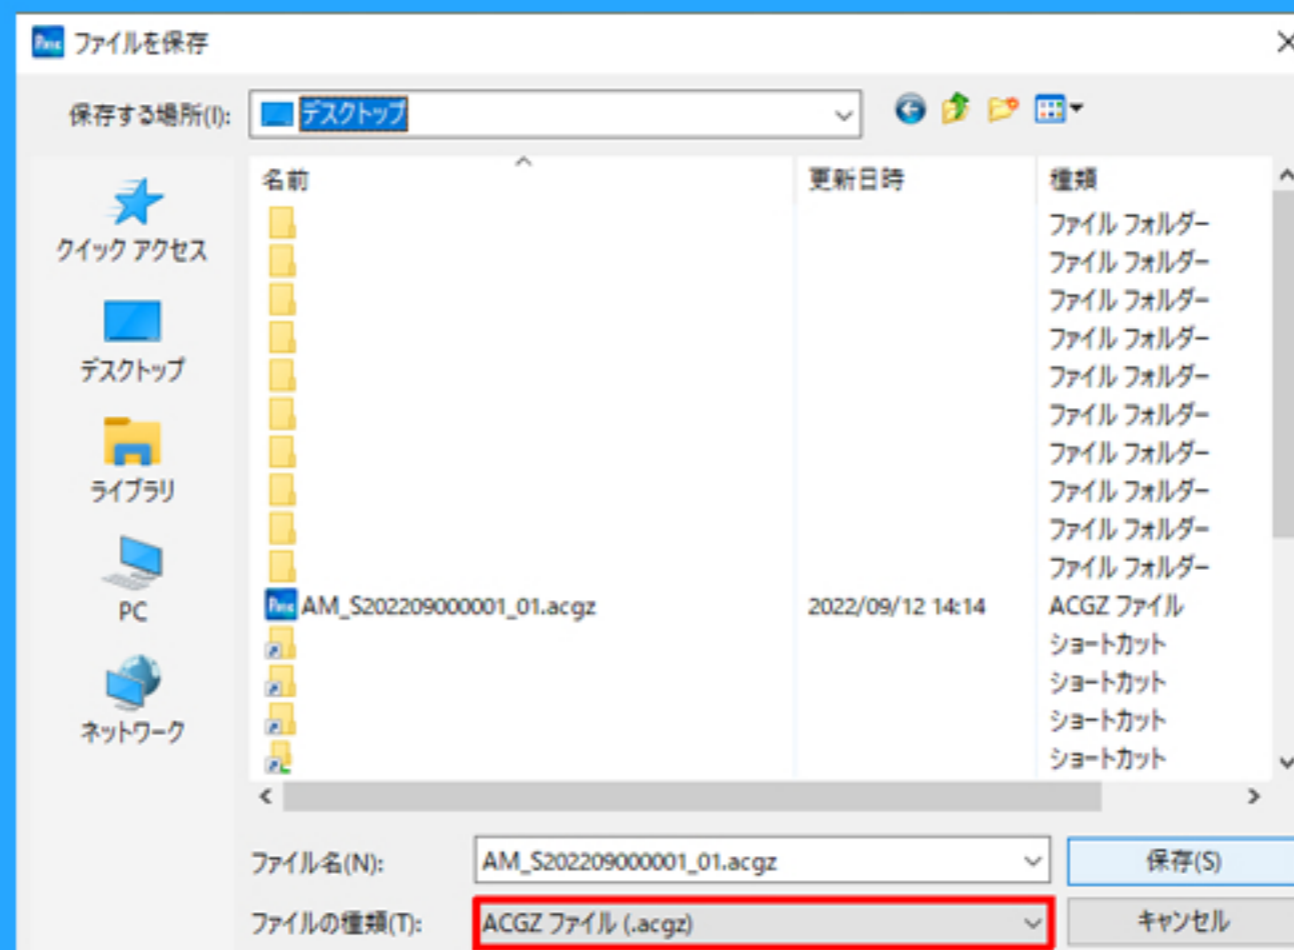 ファイルを保存
保存する場所(I): デスクトップ
名前 更新日時 種類
ファイル フォルダー
ファイル フォルダー
ファイル フォルダー
ファイル フォルダー
ファイル フォルダー
ファイル フォルダー
ファイル フォルダー
ファイル フォルダー
ファイル フォルダー
ファイル フォルダー
AM_S202209000001_01.acgz 2022/09/12 14:14 ACGZ ファイル
ショートカット
ショートカット
ショートカット
ショートカット
クイック アクセス
デスクトップ
ライブラリ
PC
ネットワーク
ファイル名(N): AM_S202209000001_01.acgz 保存(S)
ファイルの種類(T): ACGZ ファイル (.acgz) キャンセル